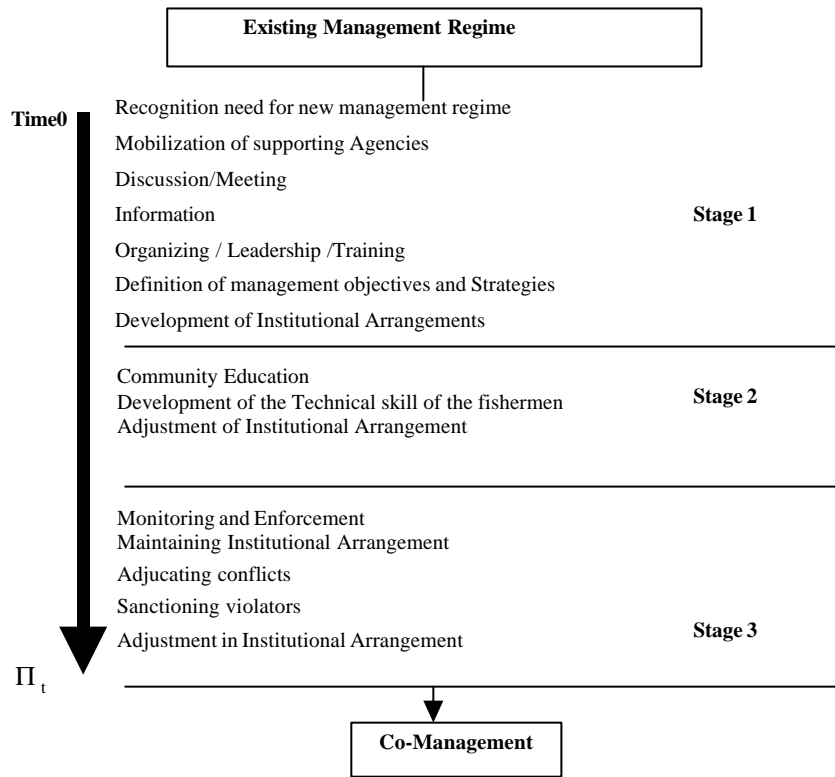 Existing Management Regime
Time0
Recognition need for new management regime
Mobilization of supporting Agencies
Discussion/Meeting
Information
Stage 1
Organizing / Leadership /Training
Definition of management objectives and Strategies
Development of Institutional Arrangements
Community Education
Development of the Technical skill of the fishermen
Stage 2
Adjustment of Institutional Arrangement
Monitoring and Enforcement
Maintaining Institutional Arrangement
Adjucating conflicts
Sanctioning violators
Adjustment in Institutional Arrangement
Stage 3
Π t
Co-Management